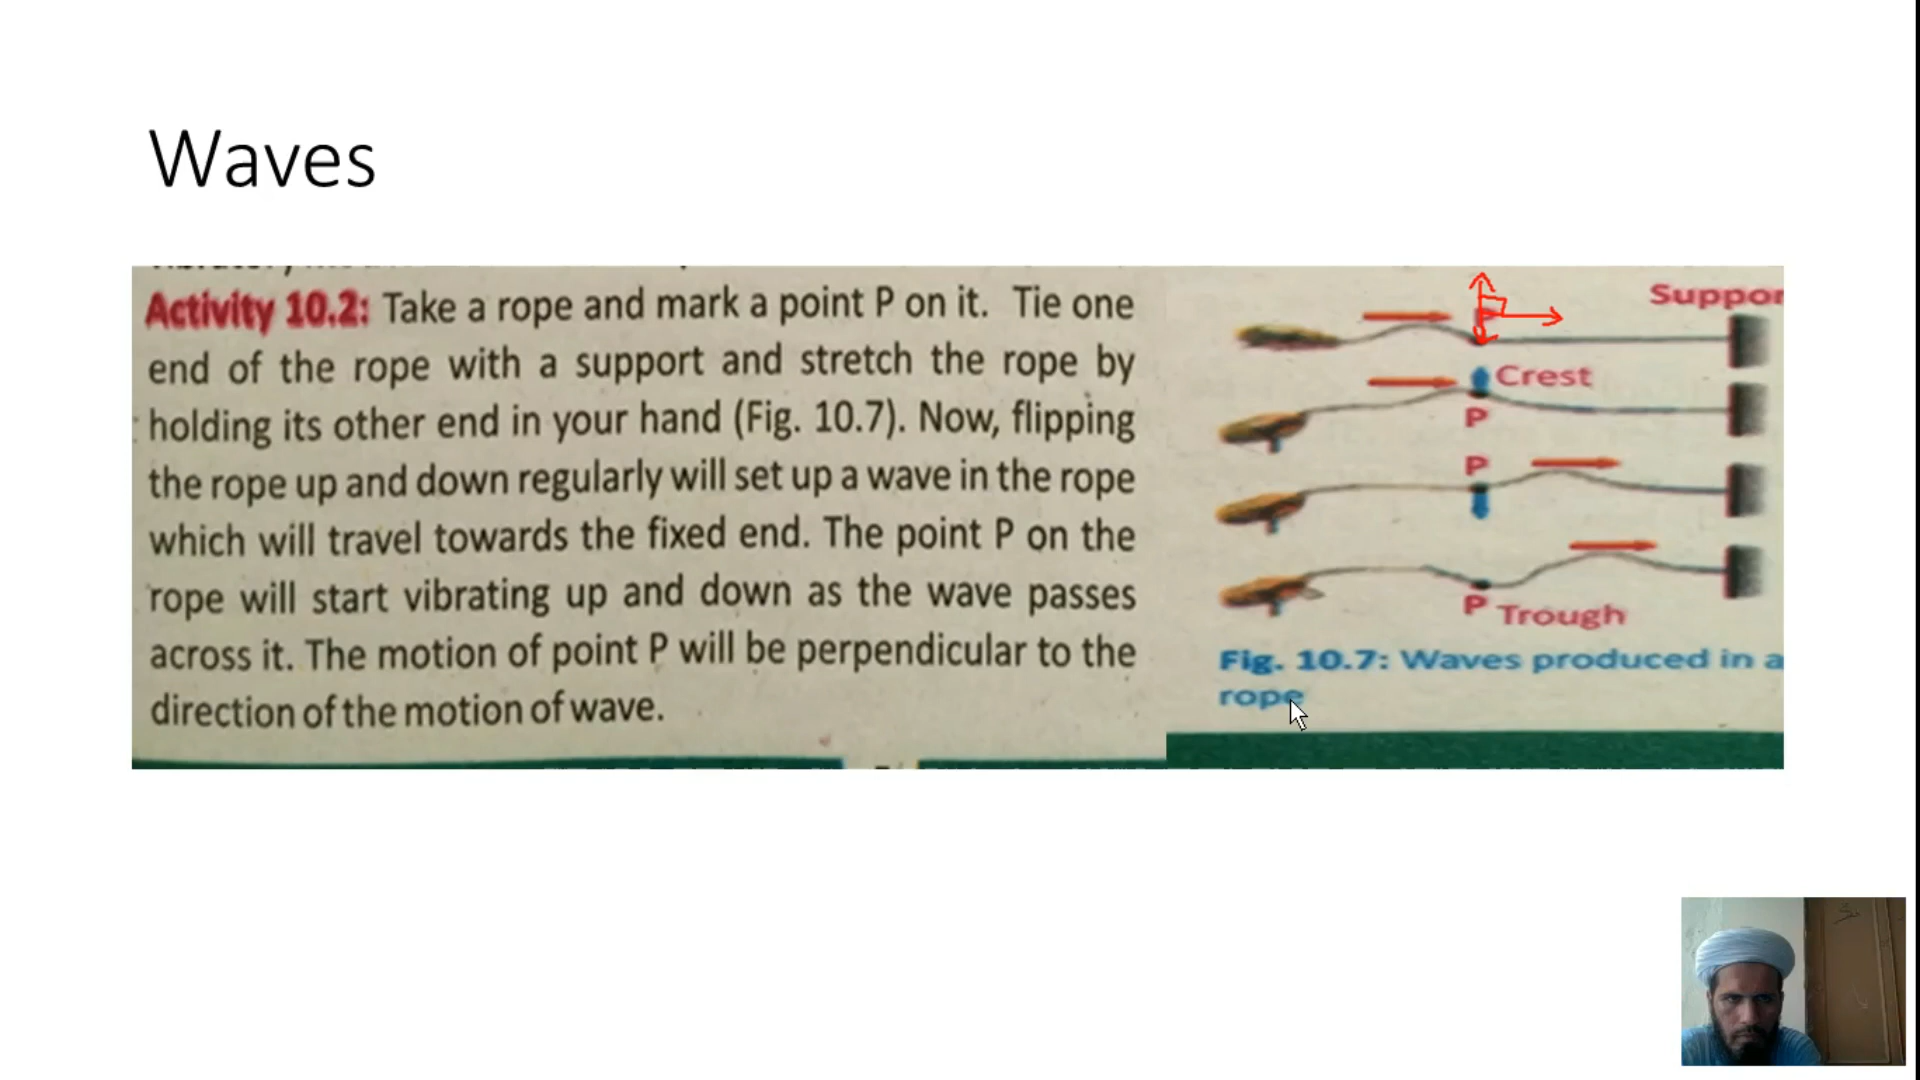 Waves
Activity 10.2: Take a rope and mark a point P on it. Tie one
end of the rope with a support and stretch the rope by
holding its other end in your hand (Fig. 10.7). Now, flipping
the rope up and down regularly will set up a wave in the rope
which will travel towards the fixed end. The point P on the
rope will start vibrating up and down as the wave passes
across it. The motion of point P will be perpendicular to the
direction of the motion of wave.
Suppor
P
Crest
P
P
P Trough
Fig. 10.7: Waves produced in a
rope